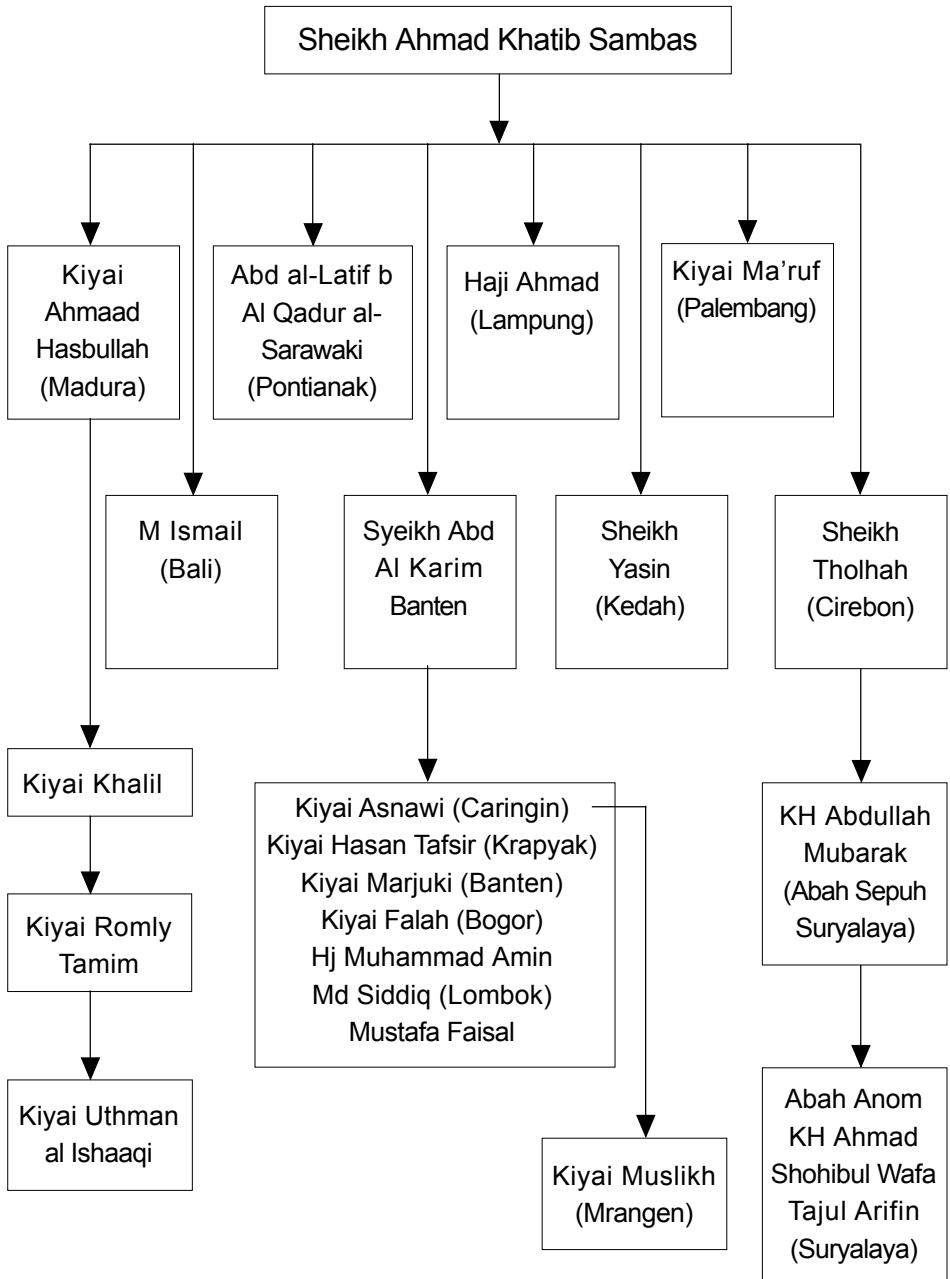 Sheikh Ahmad Khatib Sambas
Kiyai
Ahmaad
Hasbullah
(Madura)
Abd al-Latif b
Al Qadur al-
Sarawaki
(Pontianak)
Haji Ahmad
(Lampung)
Kiyai Ma’ruf
(Palembang)
M Ismail
(Bali)
Syeikh Abd
Al Karim
Banten
Sheikh
Yasin
(Kedah)
Sheikh
Tholhah
(Cirebon)
Kiyai Khalil
Kiyai Romly
Tamim
Kiyai Uthman
al Ishaaqi
Kiyai Asnawi (Caringin)
Kiyai Hasan Tafsir (Krapyak)
Kiyai Marjuki (Banten)
Kiyai Falah (Bogor)
Hj Muhammad Amin
Md Siddiq (Lombok)
Mustafa Faisal
Kiyai Muslikh
(Mrangen)
KH Abdullah
Mubarak
(Abah Sepuh
Suryalaya)
Abah Anom
KH Ahmad
Shohibul Wafa
Tajul Arifin
(Suryalaya)